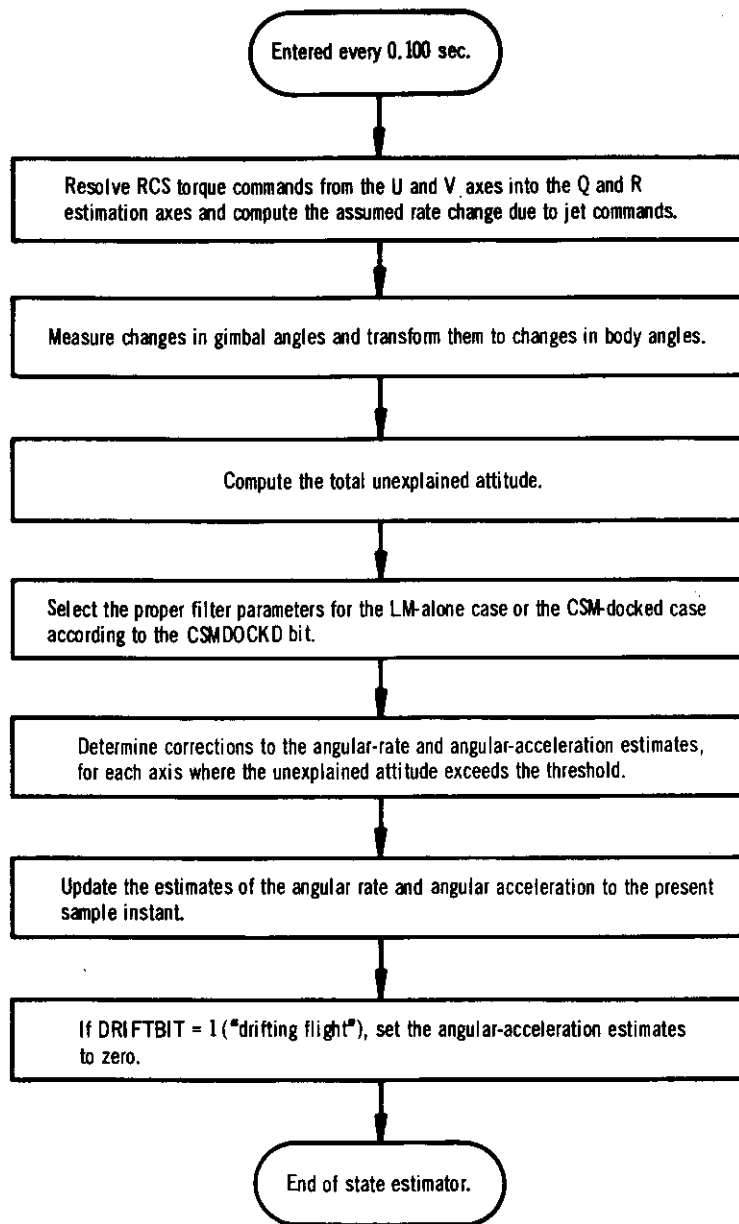 Entered every 0.100 sec.
Resolve RCS torque commands from the U and V axes into the Q and R
estimation axes and compute the assumed rate change due to jet commands.
Measure changes in gimbal angles and transform them to changes in body angles.
Compute the total unexplained attitude.
Select the proper filter parameters for the LM-alone case or the CSM-docked case
according to the CSMDOCKD bit.
Determine corrections to the angular-rate and angular-acceleration estimates,
for each axis where the unexplained attitude exceeds the threshold.
Update the estimates of the angular rate and angular acceleration to the present
sample instant.
If DRIFTBIT = 1 ("drifting flight"), set the angular-acceleration estimates
to zero.
End of state estimator.